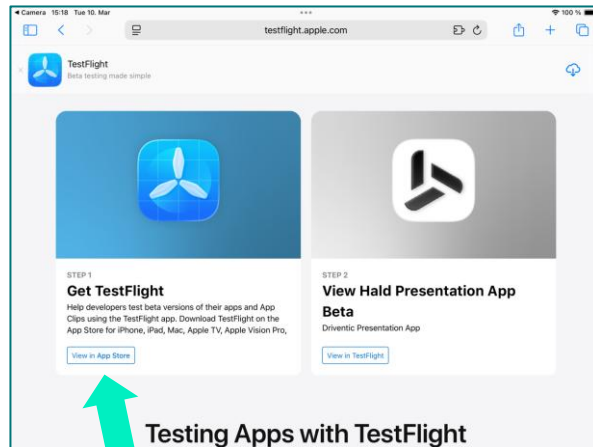 ◂ Camera 15:18 Tue 10. Mar 100 %
testflight.apple.com
TestFlight
Beta testing made simple
STEP 1
Get TestFlight
Help developers test beta versions of their apps and App
Clips using the TestFlight app. Download TestFlight on the
App Store for iPhone, iPad, Mac, Apple TV, Apple Vision Pro,
View in App Store
STEP 2
View Hald Presentation App
Beta
Driventic Presentation App
View in TestFlight
Testing Apps with TestFlight